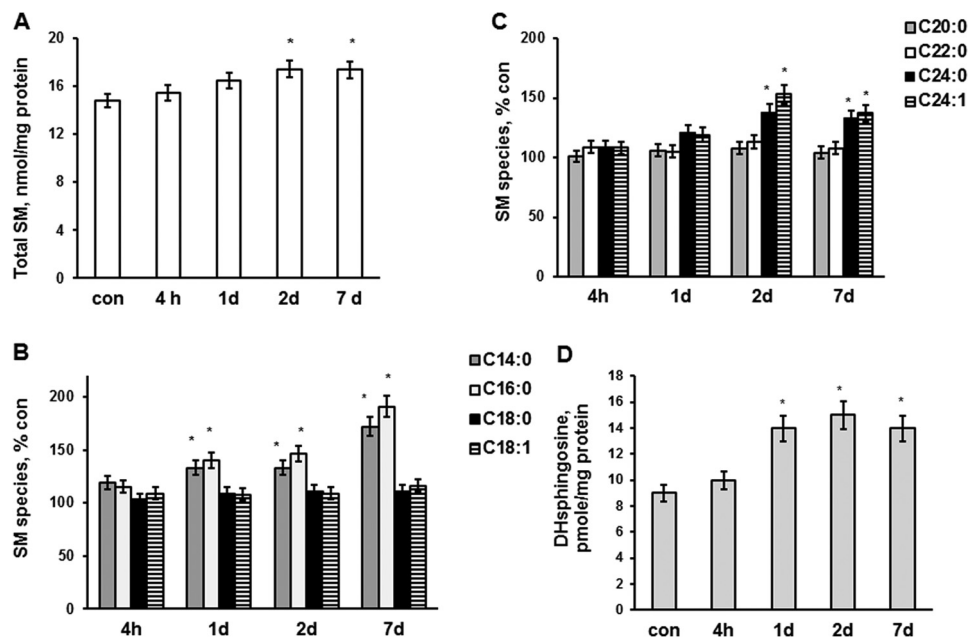 A
Total SM, nmol/mg protein
20
16
12
8
4
0
* *
con 4 h 1d 2d 7 d
B
SM species, % con
200
150
100
50
0
* * * * * *
4h 1d 2d 7d
C14:0
C16:0
C18:0
C18:1
C
SM species, % con
200
150
100
50
0
* * * *
4h 1d 2d 7d
C20:0
C22:0
C24:0
C24:1
D
DHsphingosine,
pmole/mg protein
18
16
14
12
10
8
6
4
2
0
* * *
con 4h 1d 2d 7d